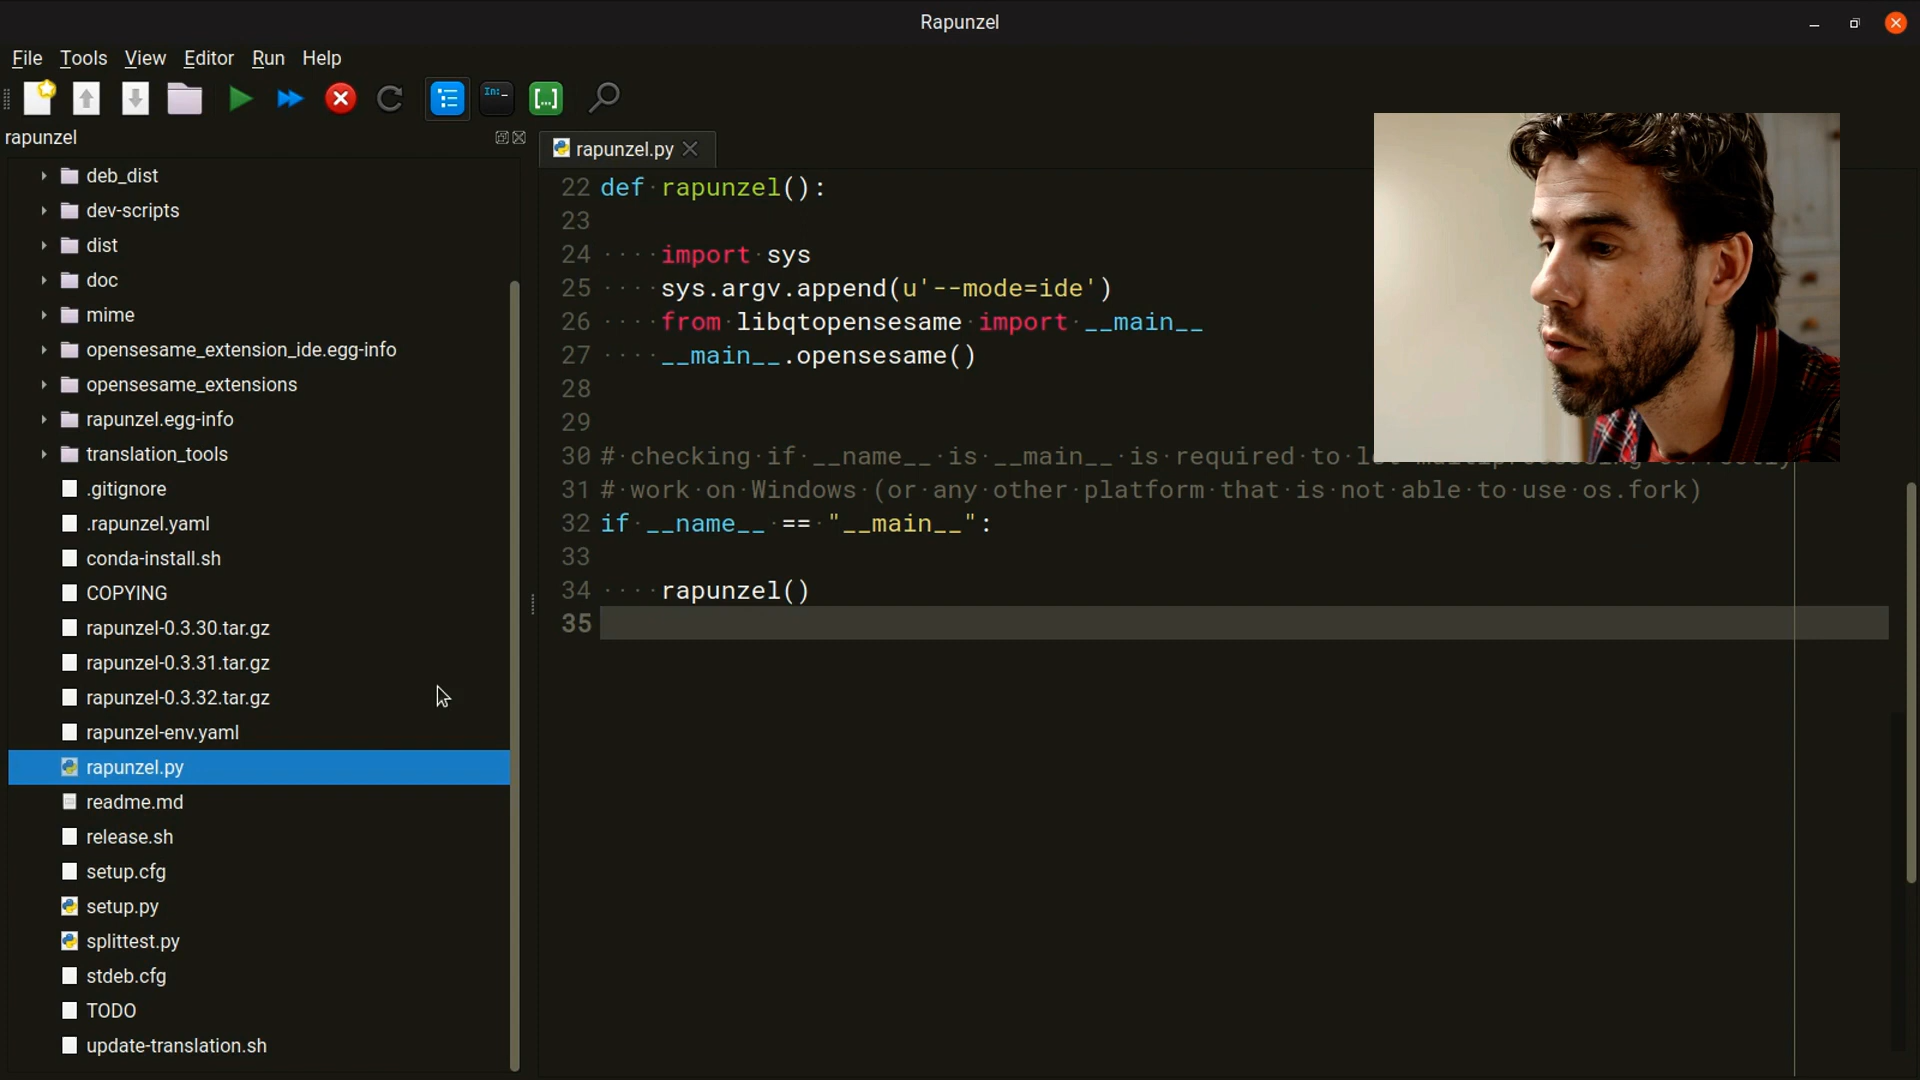 Rapunzel
File Tools View Editor Run Help
In:
[...]
rapunzel
deb_dist
dev-scripts
dist
doc
mime
opensesame_extension_ide.egg-info
opensesame_extensions
rapunzel.egg-info
translation_tools
.gitignore
.rapunzel.yaml
conda-install.sh
COPYING
rapunzel-0.3.30.tar.gz
rapunzel-0.3.31.tar.gz
rapunzel-0.3.32.tar.gz
rapunzel-env.yaml
rapunzel.py
readme.md
release.sh
setup.cfg
setup.py
splittest.py
stdeb.cfg
TODO
update-translation.sh
rapunzel.py
22 def rapunzel():
23
24 import sys
25 sys.argv.append(u'--mode=ide')
26 from libqtopensesame import __main__
27 __main__.opensesame()
28
29
30 # checking if __name__ is __main__ is required to
31 # work on Windows (or any other platform that is not able to use os.fork)
32 if __name__ == "__main__":
33
34 rapunzel()
35